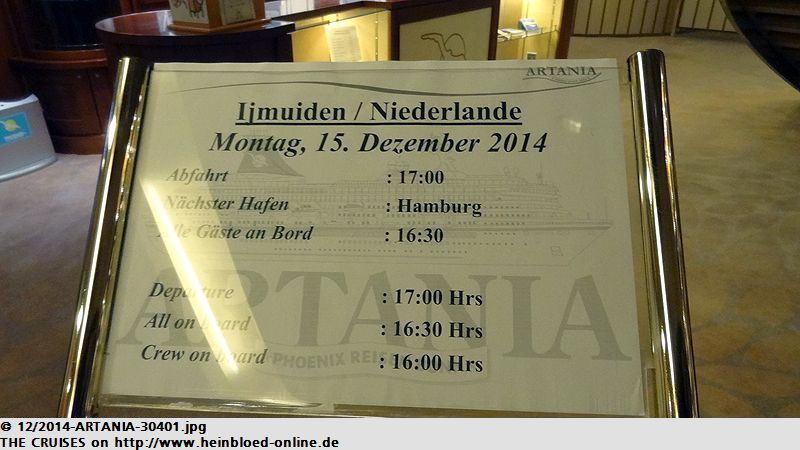 ARTANIA
Ijmuiden / Niederlande
Montag, 15. Dezember 2014
Abfahrt : 17:00
Nächster Hafen : Hamburg
Alle Gäste an Bord : 16:30
ARTANIA
PHOENIX REISEN
Departure : 17:00 Hrs
All on board : 16:30 Hrs
Crew on board : 16:00 Hrs
© 12/2014-ARTANIA-30401.jpg
THE CRUISES on http://www.heinbloed-online.de